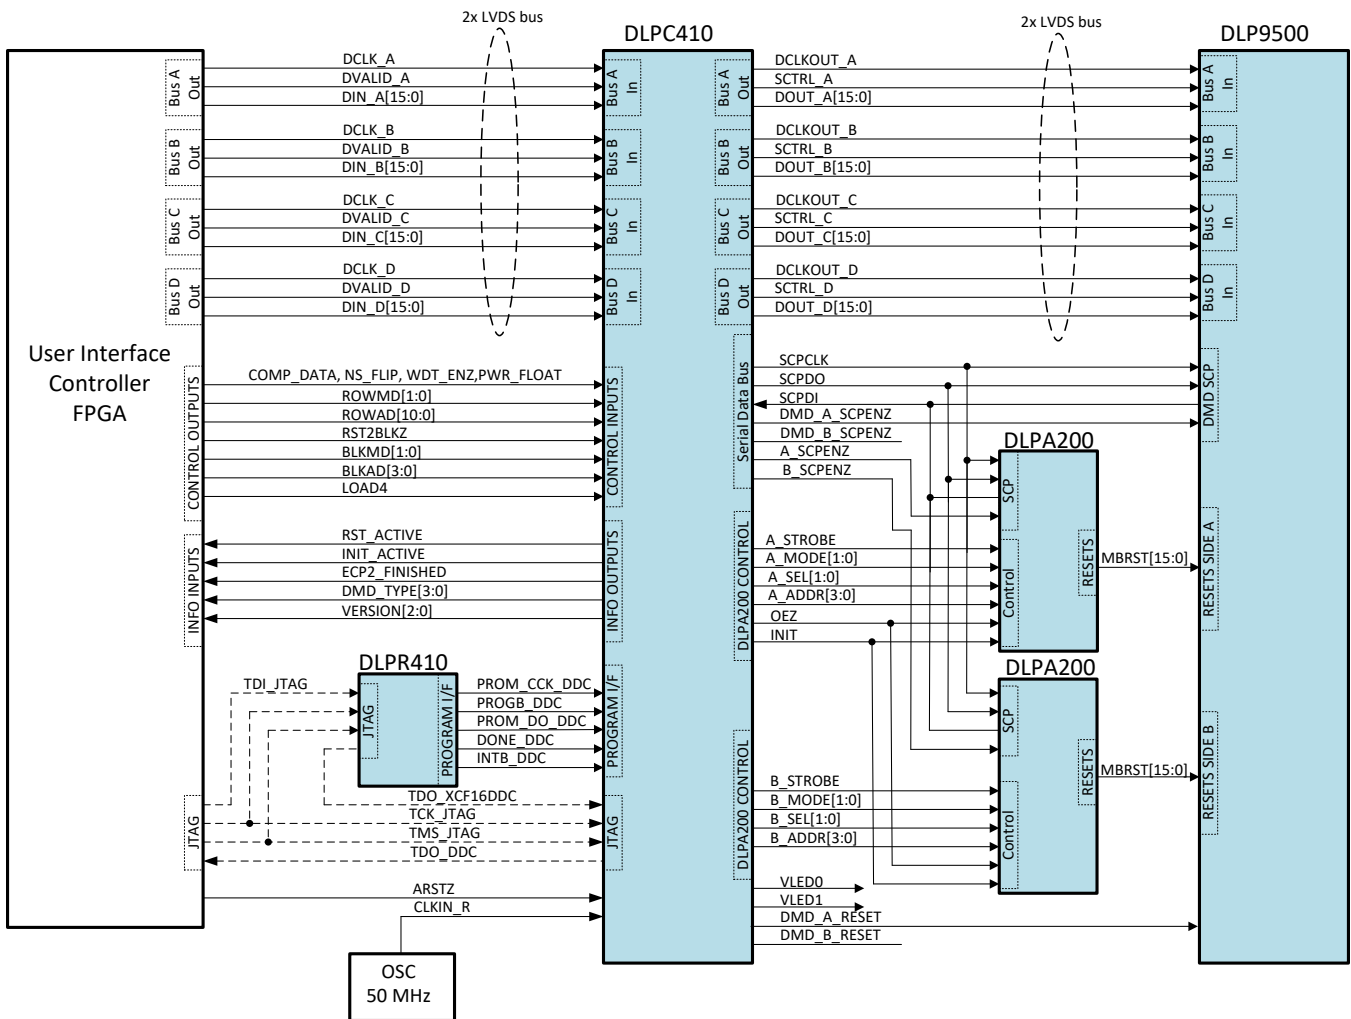 2x LVDS bus
2x LVDS bus
DLPC410
DLP9500
User Interface
Controller
FPGA
Bus A
Out
Bus B
Out
Bus C
Out
Bus D
Out
CONTROL OUTPUTS
INFO INPUTS
JTAG
DCLK_A
DVALID_A
DIN_A[15:0]
DCLK_B
DVALID_B
DIN_B[15:0]
DCLK_C
DVALID_C
DIN_C[15:0]
DCLK_D
DVALID_D
DIN_D[15:0]
COMP_DATA, NS_FLIP, WDT_ENZ,PWR_FLOAT
ROWMD[1:0]
ROWAD[10:0]
RST2BLKZ
BLKMD[1:0]
BLKAD[3:0]
LOAD4
RST_ACTIVE
INIT_ACTIVE
ECP2_FINISHED
DMD_TYPE[3:0]
VERSION[2:0]
DLPR410
TDI_JTAG
JTAG
PROGRAM I/F
PROM_CCK_DDC
PROGB_DDC
PROM_DO_DDC
DONE_DDC
INTB_DDC
TDO_XCF16DDC
TCK_JTAG
TMS_JTAG
TDO_DDC
ARSTZ
CLKIN_R
OSC
50 MHz
Bus A
In
Bus B
In
Bus C
In
Bus D
In
CONTROL INPUTS
INFO OUTPUTS
PROGRAM I/F
JTAG
Bus A
Out
Bus B
Out
Bus C
Out
Bus D
Out
Serial Data Bus
DLPA200 CONTROL
DLPA200 CONTROL
DCLKOUT_A
SCTRL_A
DOUT_A[15:0]
DCLKOUT_B
SCTRL_B
DOUT_B[15:0]
DCLKOUT_C
SCTRL_C
DOUT_C[15:0]
DCLKOUT_D
SCTRL_D
DOUT_D[15:0]
SCPCLK
SCPDO
SCPDI
DMD_A_SCPENZ
DMD_B_SCPENZ
A_SCPENZ
B_SCPENZ
A_STROBE
A_MODE[1:0]
A_SEL[1:0]
A_ADDR[3:0]
OEZ
INIT
B_STROBE
B_MODE[1:0]
B_SEL[1:0]
B_ADDR[3:0]
VLED0
VLED1
DMD_A_RESET
DMD_B_RESET
DLPA200
SCP
Control
RESETS
MBRST[15:0]
DLPA200
SCP
Control
RESETS
MBRST[15:0]
Bus A
In
Bus B
In
Bus C
In
Bus D
In
DMD SCP
RESETS SIDE A
RESETS SIDE B